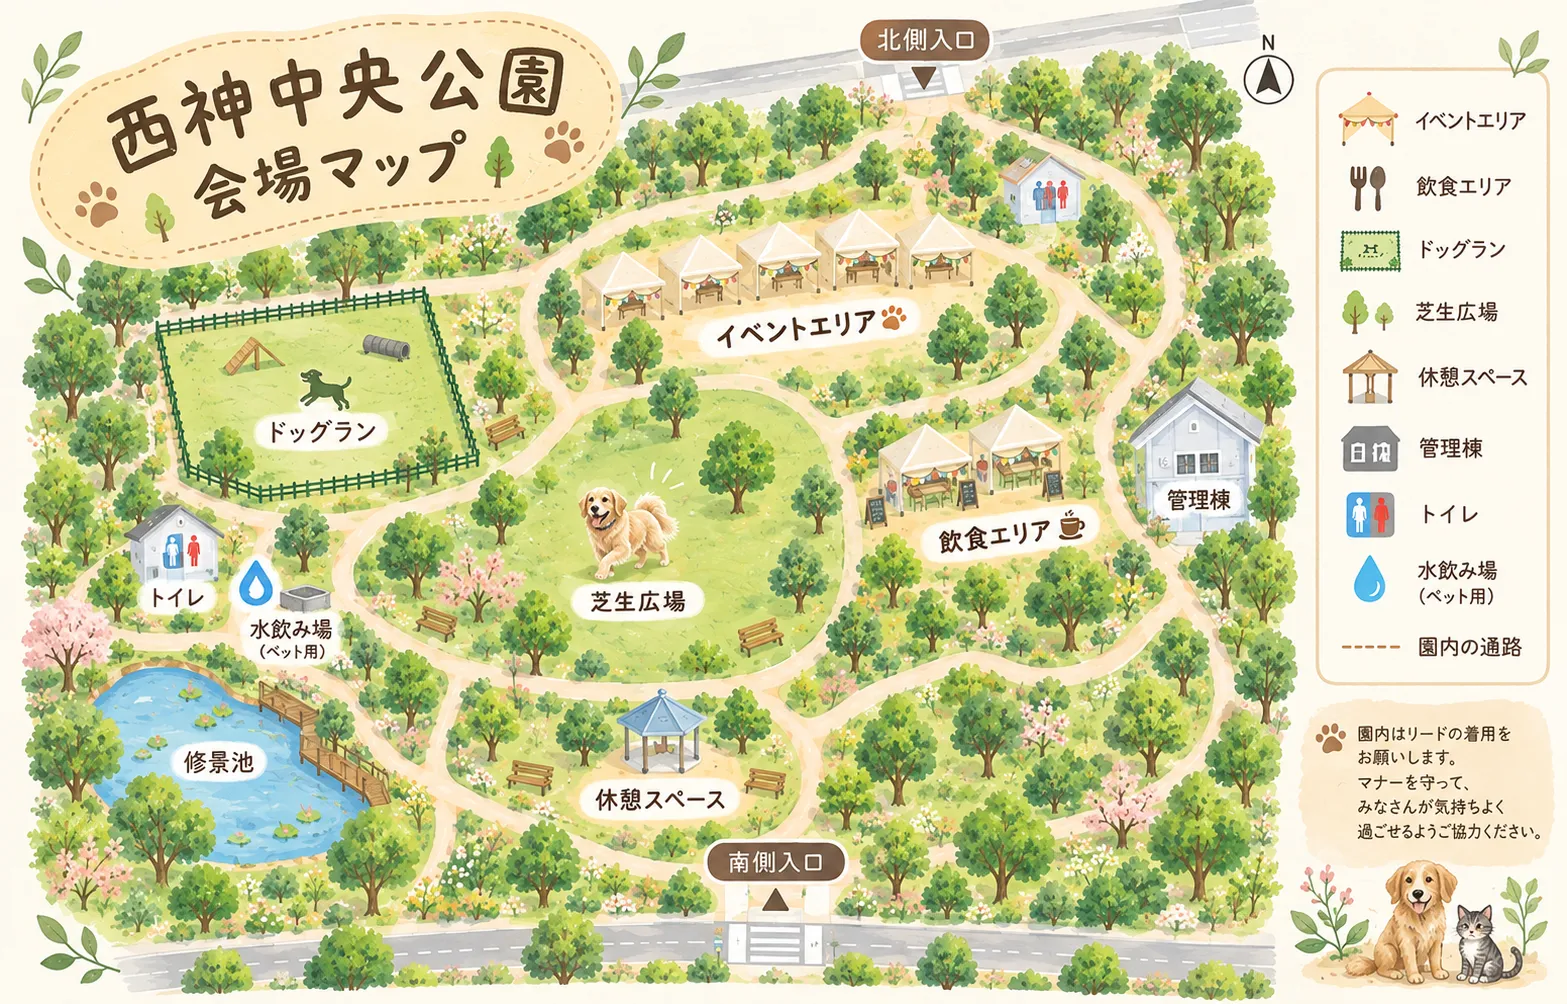 西神中央公園
会場マップ
北側入口
N
イベントエリア
ドッグラン
飲食エリア
管理棟
芝生広場
トイレ
水飲み場
(ペット用)
修景池
休憩スペース
南側入口
イベントエリア
飲食エリア
ドッグラン
芝生広場
休憩スペース
管理棟
トイレ
水飲み場
(ペット用)
園内の通路
園内はリードの着用を
お願いします。
マナーを守って、
みなさんが気持ちよく
過ごせるようご協力ください。